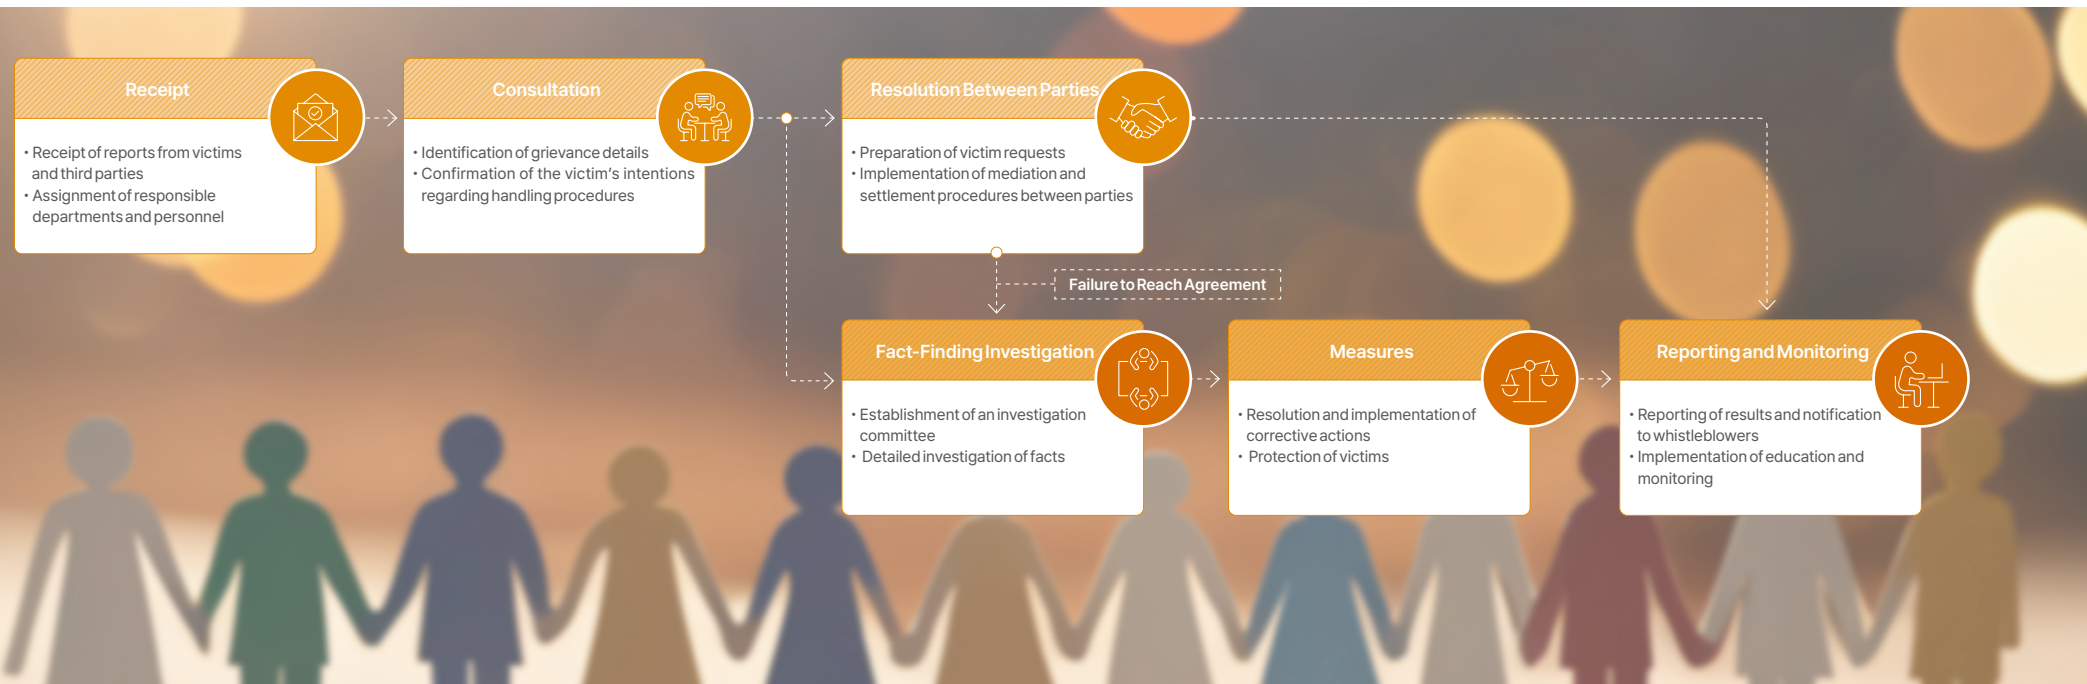 Receipt
• Receipt of reports from victims
and third parties
• Assignment of responsible
departments and personnel
Consultation
• Identification of grievance details
• Confirmation of the victim's intentions
regarding handling procedures
Resolution Between Parties
• Preparation of victim requests
• Implementation of mediation and
settlement procedures between parties
Failure to Reach Agreement
Fact-Finding Investigation
• Establishment of an investigation
committee
• Detailed investigation of facts
Measures
• Resolution and implementation of
corrective actions
• Protection of victims
Reporting and Monitoring
• Reporting of results and notification
to whistleblowers
• Implementation of education and
monitoring